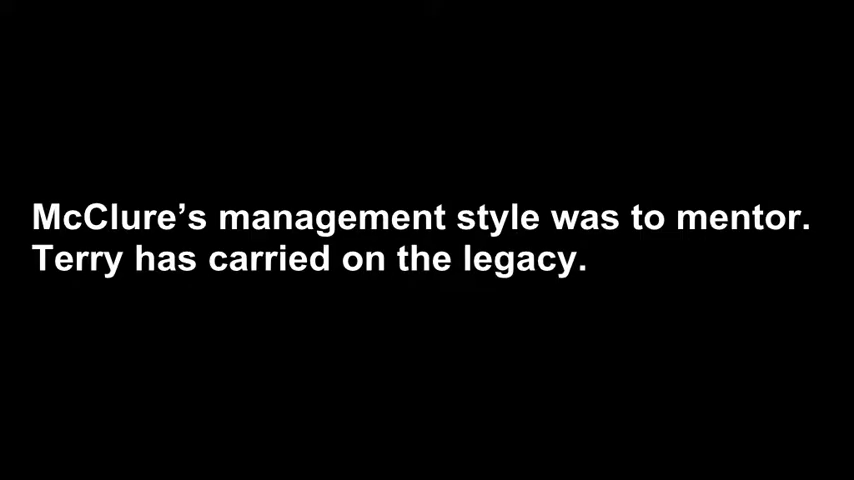 McClure’s management style was to mentor.
Terry has carried on the legacy.